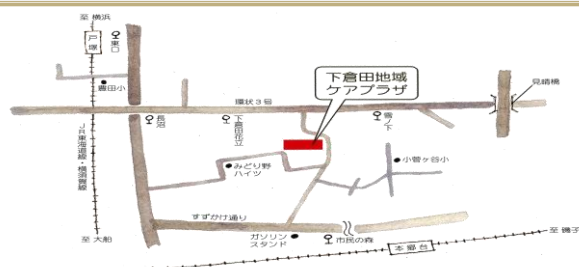 至 横浜
戸塚
東口
豊田小
環状3号
下倉田地域
ケアプラザ
見晴橋
長沼
下倉田花立
雪ノ下
JR東海道線・横須賀線
みどり野
ハイツ
小菅ヶ谷小
すずかけ通り
ガソリン
スタンド
市民の森
至 大船
本郷台
至 磯子